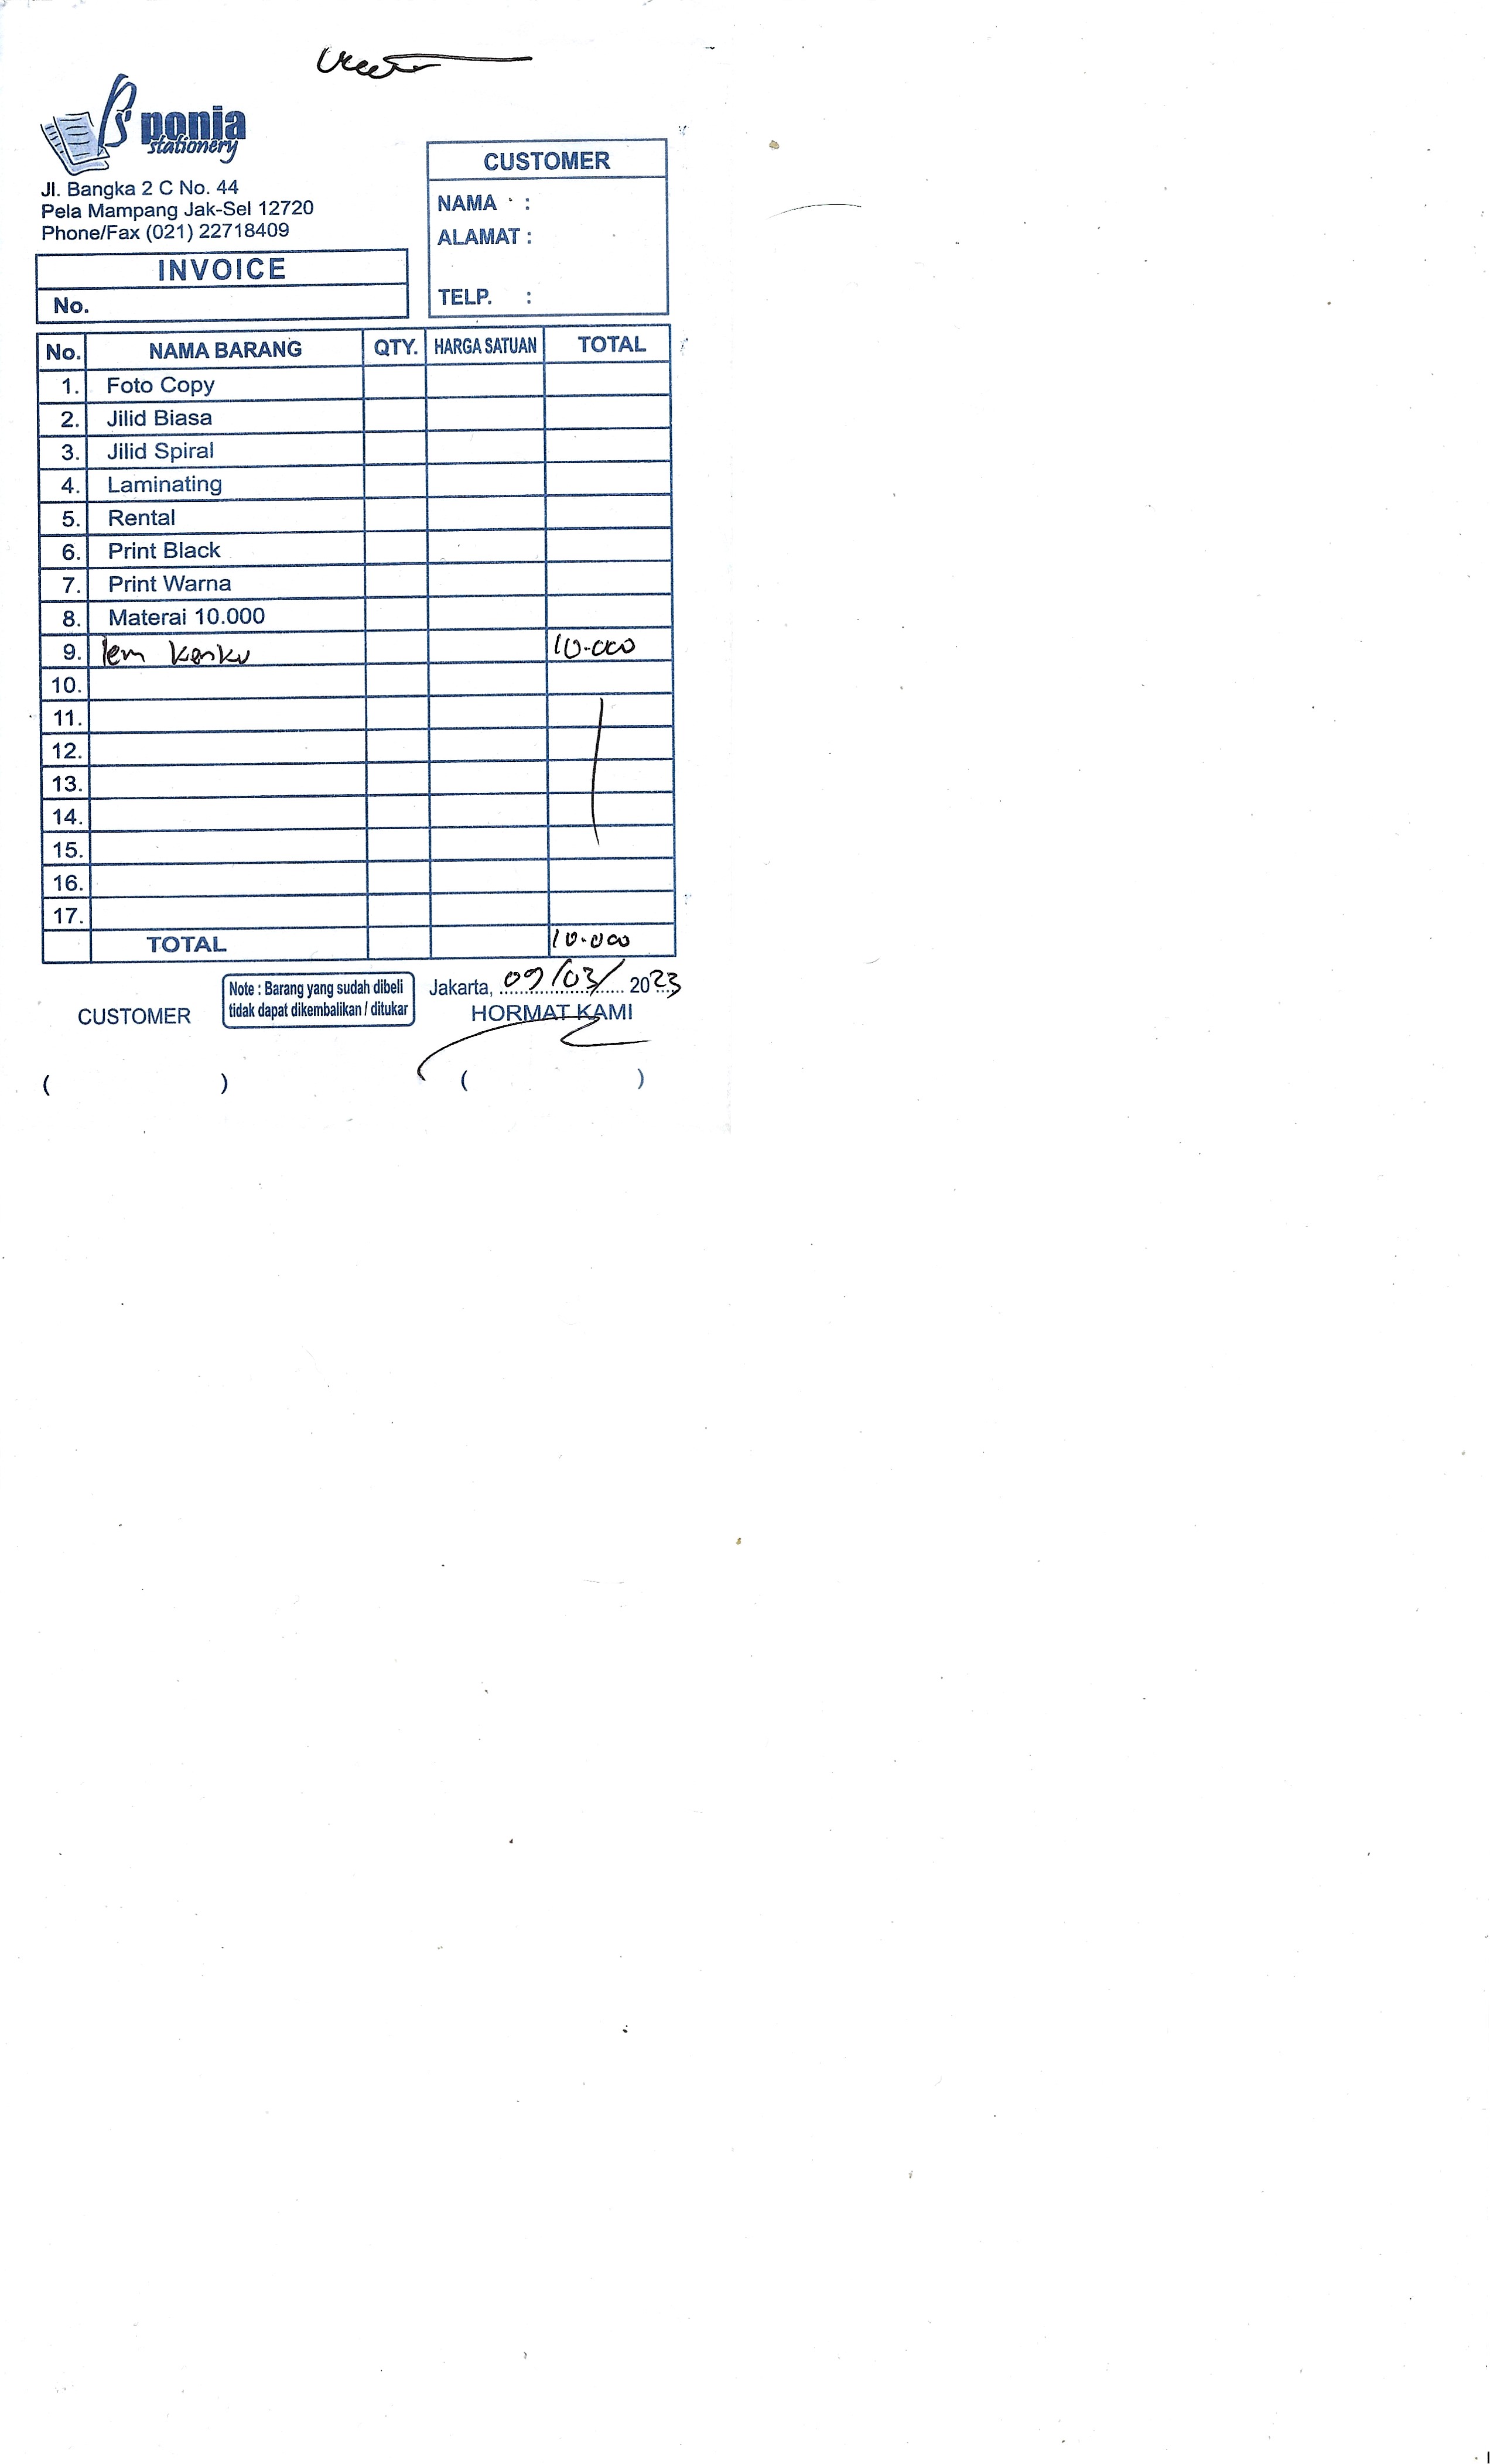 B'S ponia
stationery
Jl. Bangka 2 C No. 44
Pela Mampang Jak-Sel 12720
Phone/Fax (021) 22718409
CUSTOMER
NAMA :
ALAMAT :
TELP. :
INVOICE
No.
No. NAMA BARANG QTY. HARGA SATUAN TOTAL
1. Foto Copy
2. Jilid Biasa
3. Jilid Spiral
4. Laminating
5. Rental
6. Print Black
7. Print Warna
8. Materai 10.000
9. lem 10.000
10.
11.
12.
13.
14.
15.
16.
17.
TOTAL 10.000
Note : Barang yang sudah dibeli
tidak dapat dikembalikan / ditukar
Jakarta, 09/03/ 2023
CUSTOMER
HORMAT KAMI
( )
( )